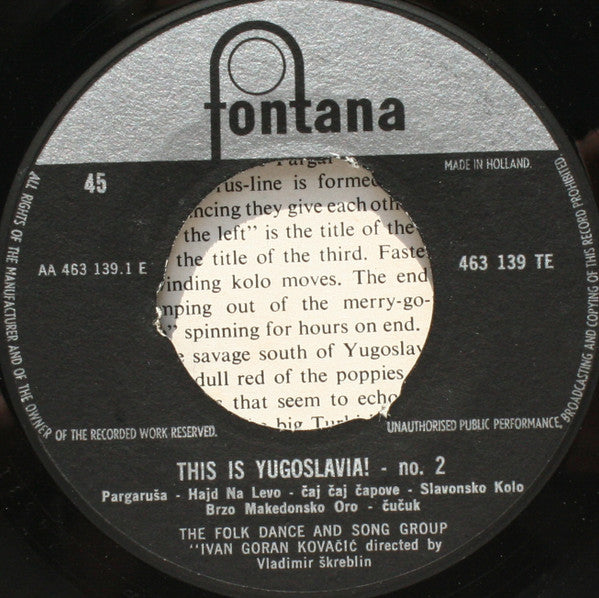 fontana
MADE IN HOLLAND.
45
AA 463 139.1 E
463 139 TE
ALL RIGHTS OF THE MANUFACTURER AND OF THE OWNER OF THE RECORDED WORK RESERVED.
UNAUTHORISED PUBLIC PERFORMANCE, BROADCASTING AND COPYING OF THIS RECORD PROHIBITED
rus-line is formed
ncing they give each oth
the left" is the title of the
the title of the third. Faste
inding kolo moves. The end
mping out of the merry-go-
" spinning for hours on end.
savage south of Yugoslav
dull red of the poppies
that seem to echo
big
THIS IS YUGOSLAVIA! - no. 2
Pargaruša - Hajd Na Levo - čaj čaj čapove - Slavonsko Kolo
Brzo Makedonsko Oro - čučuk
THE FOLK DANCE AND SONG GROUP
"IVAN GORAN KOVAČIĆ directed by
Vladimir škreblin